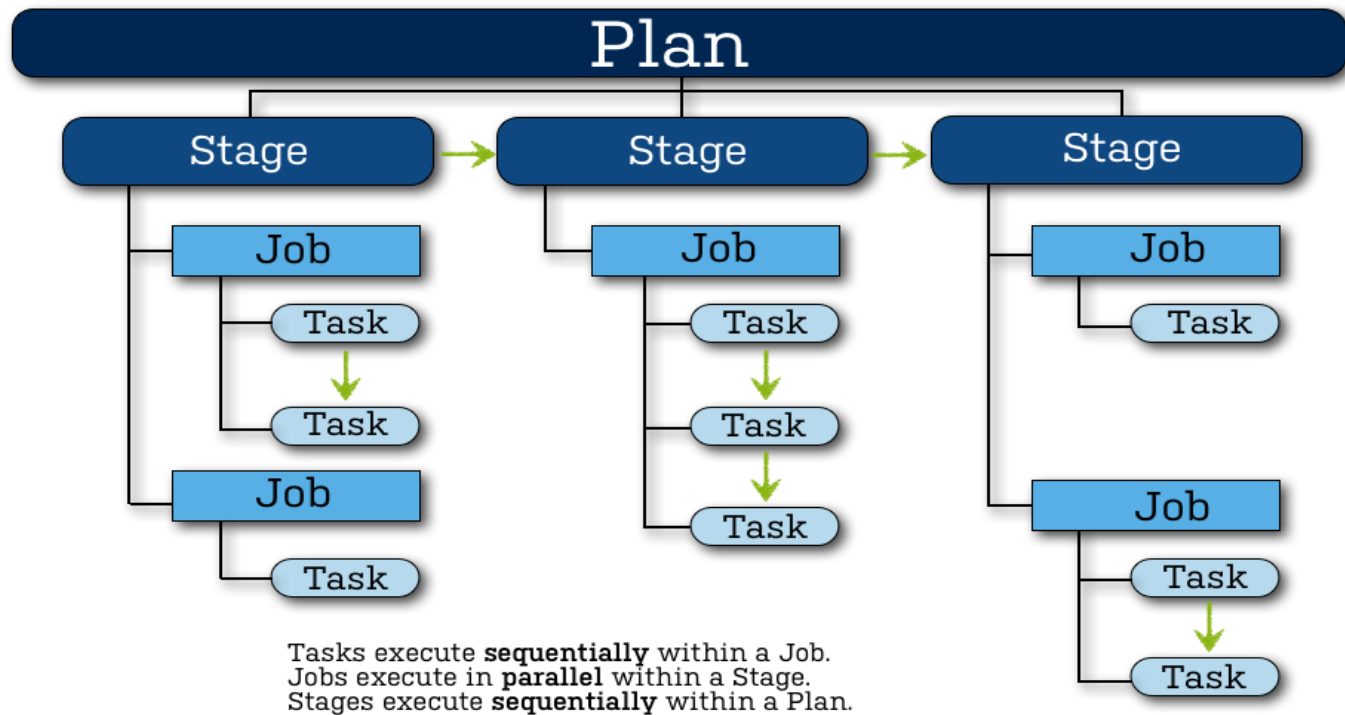 Plan
Stage
Stage
Stage
Job
Task
Task
Job
Task
Job
Task
Task
Task
Job
Task
Job
Task
Task
Tasks execute sequentially within a Job.
Jobs execute in parallel within a Stage.
Stages execute sequentially within a Plan.